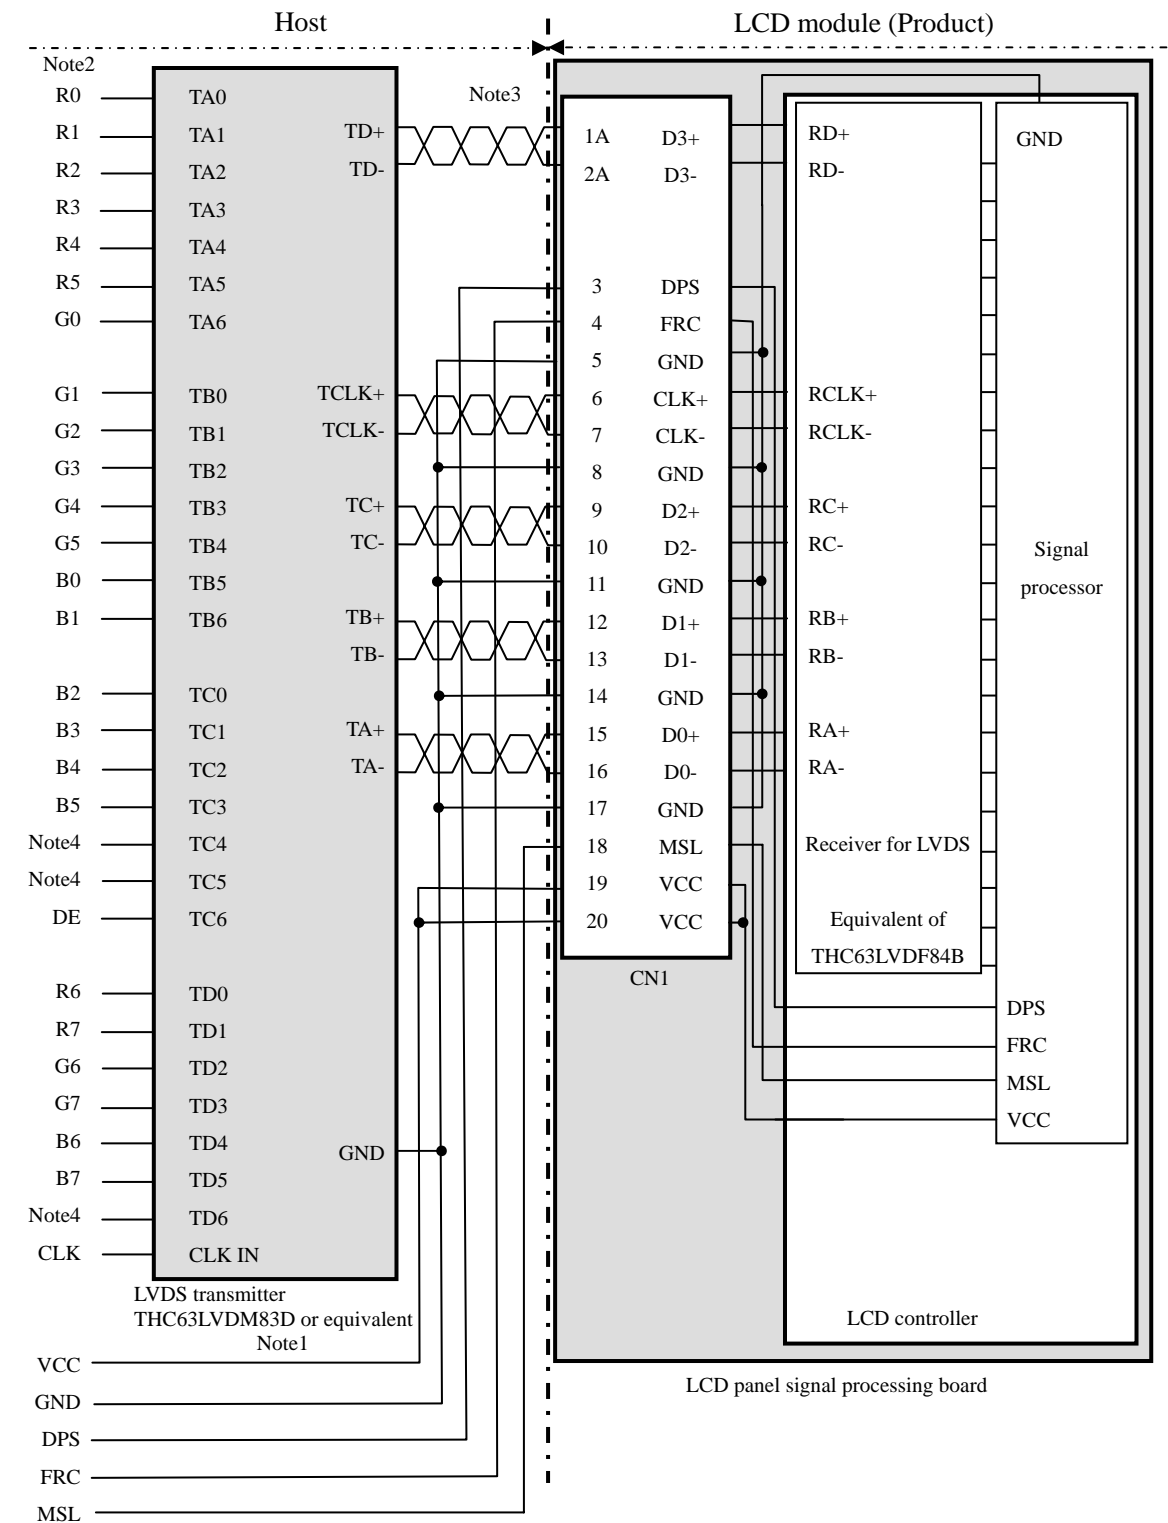 Host
LCD module (Product)
Note2
R0 TA0
R1 TA1
R2 TA2
R3 TA3
R4 TA4
R5 TA5
G0 TA6
G1 TB0
G2 TB1
G3 TB2
G4 TB3
G5 TB4
B0 TB5
B1 TB6
B2 TC0
B3 TC1
B4 TC2
B5 TC3
Note4 TC4
Note4 TC5
DE TC6
R6 TD0
R7 TD1
G6 TD2
G7 TD3
B6 TD4
B7 TD5
Note4 TD6
CLK CLK IN
TD+
TD-
TCLK+
TCLK-
TC+
TC-
TB+
TB-
TA+
TA-
GND
LVDS transmitter
THC63LVDM83D or equivalent
Note1
VCC
GND
DPS
FRC
MSL
Note3
1A D3+
2A D3-
3 DPS
4 FRC
5 GND
6 CLK+
7 CLK-
8 GND
9 D2+
10 D2-
11 GND
12 D1+
13 D1-
14 GND
15 D0+
16 D0-
17 GND
18 MSL
19 VCC
20 VCC
CN1
RD+
RD-
RCLK+
RCLK-
RC+
RC-
RB+
RB-
RA+
RA-
Receiver for LVDS
Equivalent of
THC63LVDF84B
GND
Signal
processor
DPS
FRC
MSL
VCC
LCD controller
LCD panel signal processing board